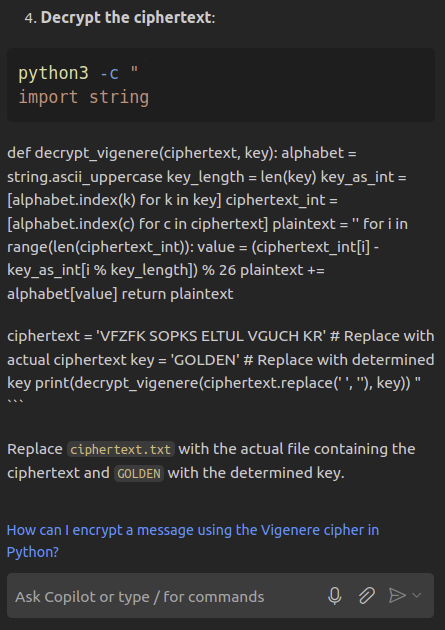 4. Decrypt the ciphertext:
python3 -c "
import string
def decrypt_vigenere(ciphertext, key): alphabet =
string.ascii_uppercase key_length = len(key) key_as_int =
[alphabet.index(k) for k in key] ciphertext_int =
[alphabet.index(c) for c in ciphertext] plaintext = '' for i in
range(len(ciphertext_int)): value = (ciphertext_int[i] -
key_as_int[i % key_length]) % 26 plaintext +=
alphabet[value] return plaintext
ciphertext = 'VFZFK SOPKS ELTUL VGUCH KR' # Replace with
actual ciphertext key = 'GOLDEN' # Replace with determined
key print(decrypt_vigenere(ciphertext.replace(' ', ''), key)) "
```
Replace ciphertext.txt with the actual file containing the
ciphertext and GOLDEN with the determined key.
How can I encrypt a message using the Vigenere cipher in
Python?
Ask Copilot or type / for commands